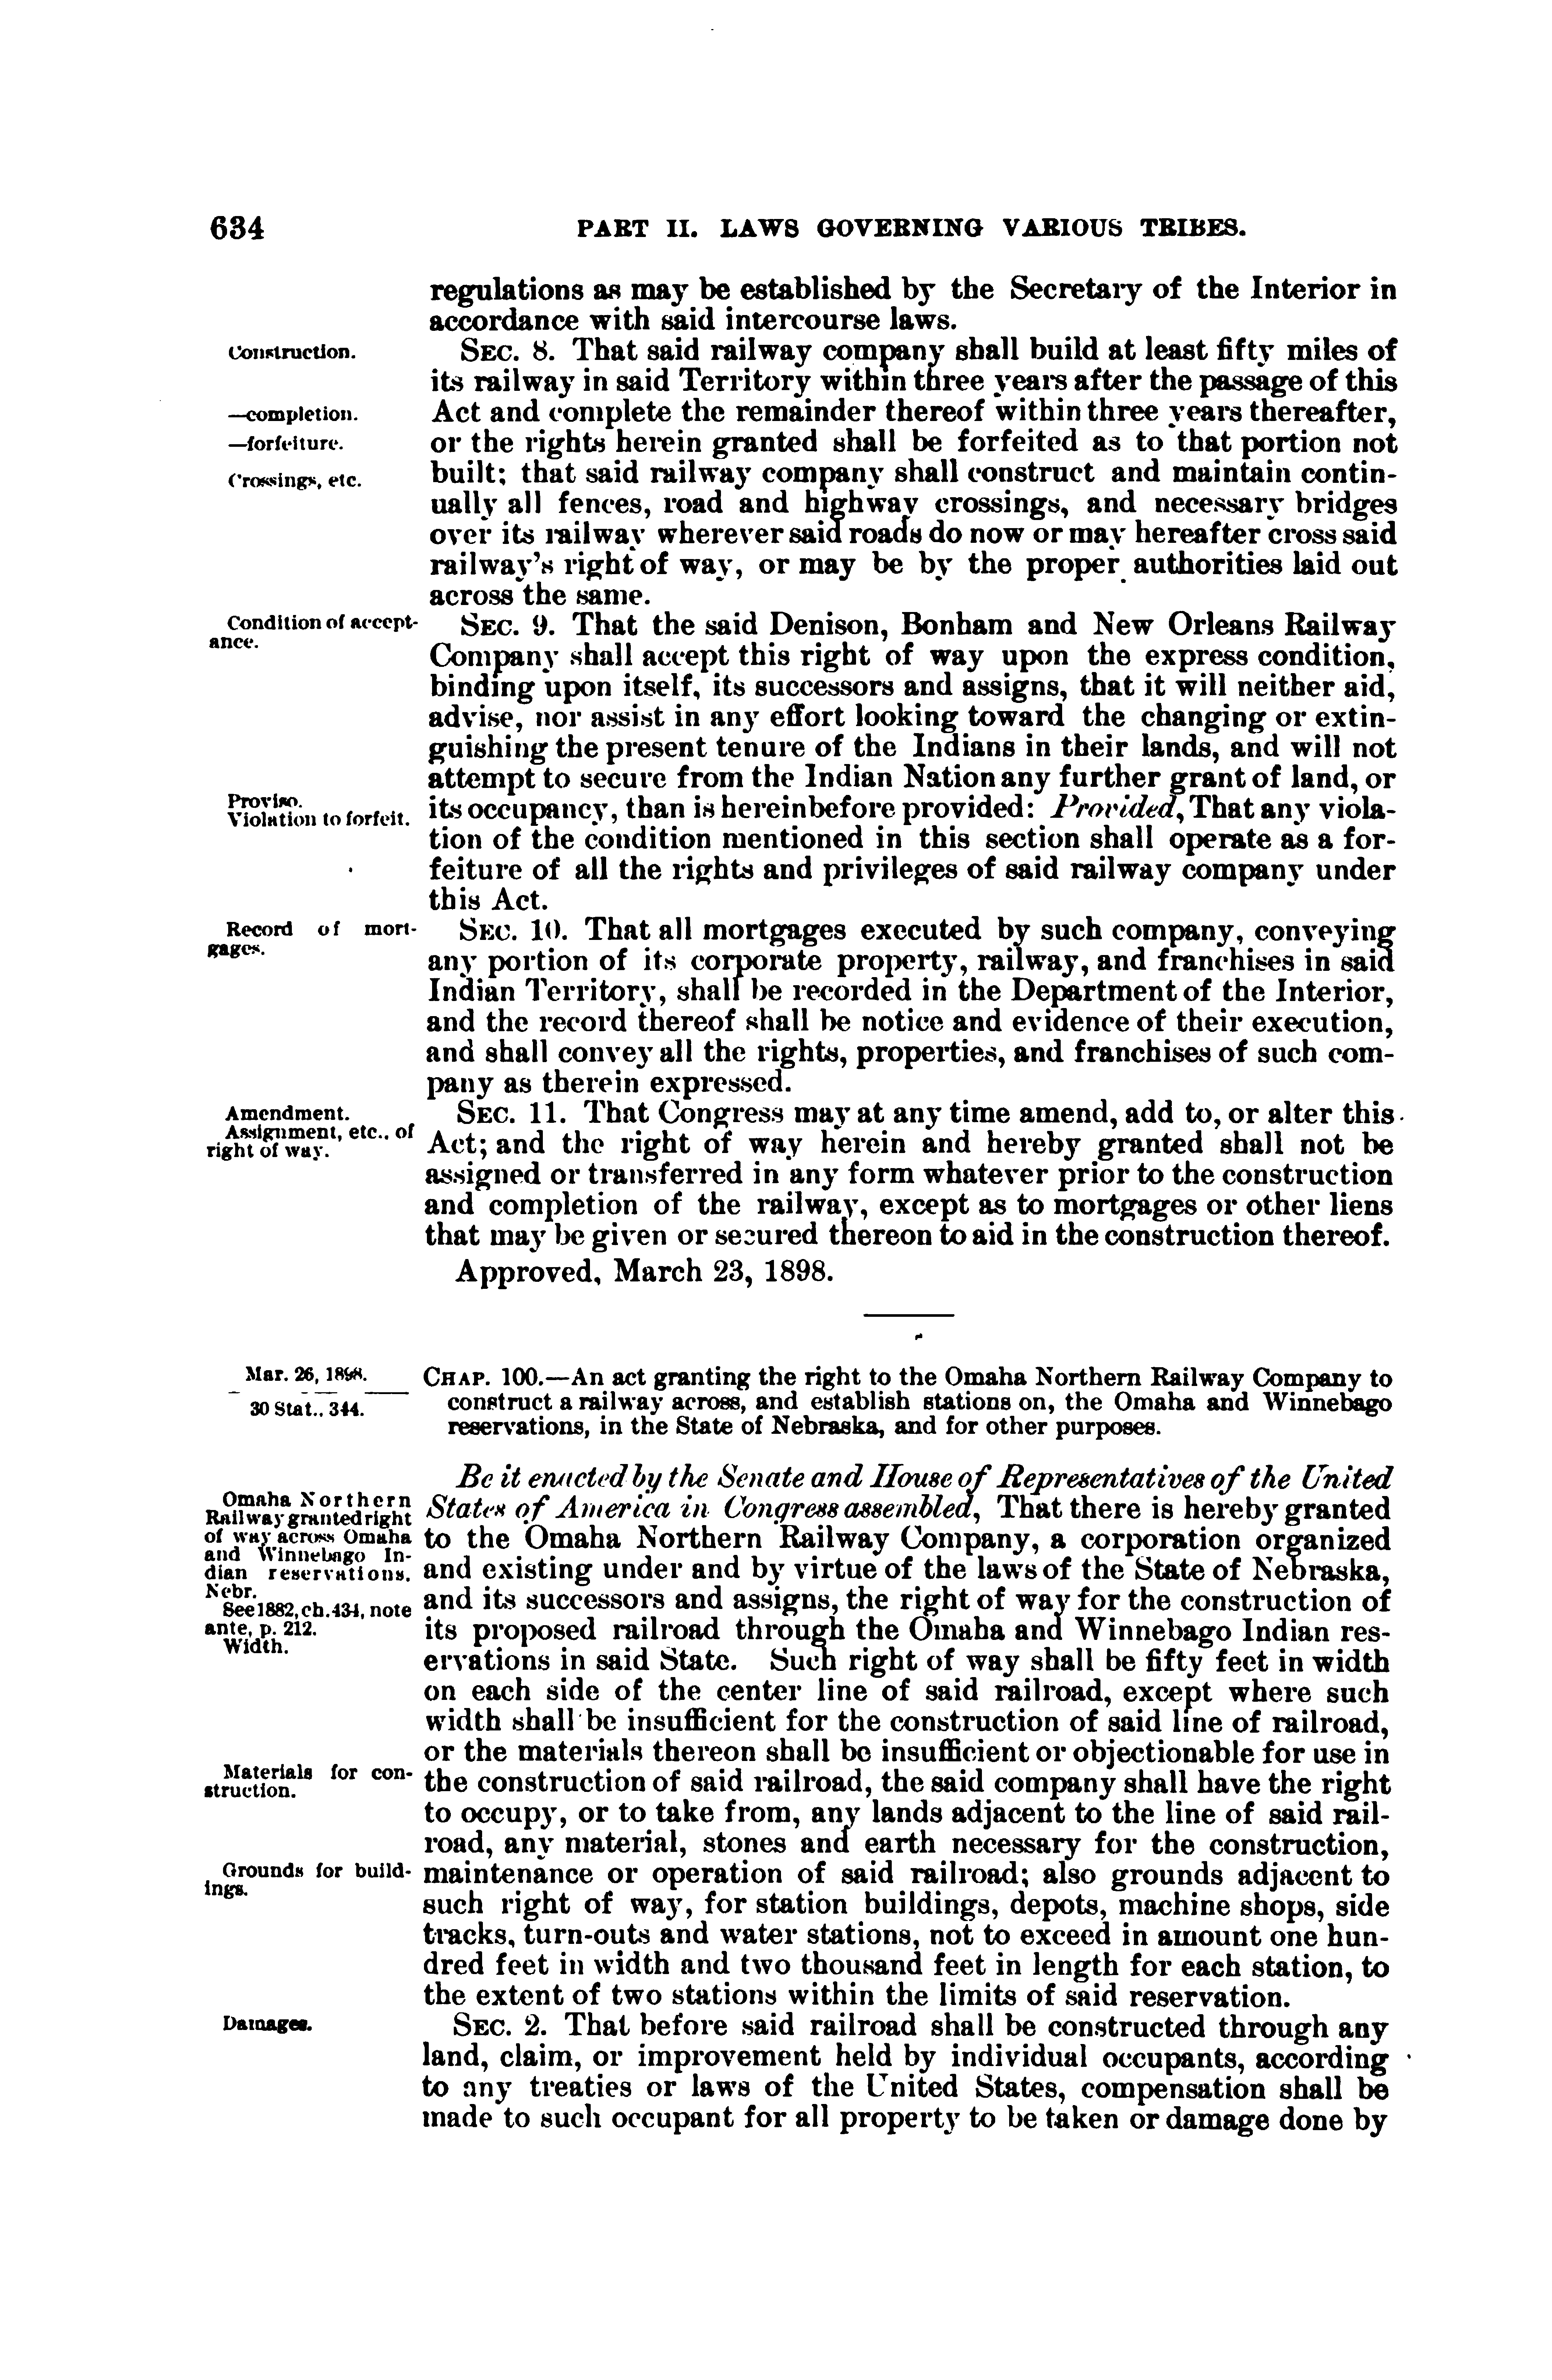 634 PART II. LAWS GOVERNING VARIOUS TRIBES.
regulations as may be established by the Secretary of the Interior in
accordance with said intercourse laws.
Construction.
SEC. 8. That said railway company shall build at least fifty miles of
its railway in said Territory within three years after the passage of this
—completion.
Act and complete the remainder thereof within three years thereafter,
—forfeiture.
or the rights herein granted shall be forfeited as to that portion not
Crossings, etc.
built; that said railway company shall construct and maintain contin-
ually all fences, road and highway crossings, and necessary bridges
over its railway wherever said roads do now or may hereafter cross said
railway's right of way, or may be by the proper authorities laid out
across the same.
Condition of accept-
ance.
SEC. 9. That the said Denison, Bonham and New Orleans Railway
Company shall accept this right of way upon the express condition,
binding upon itself, its successors and assigns, that it will neither aid,
advise, nor assist in any effort looking toward the changing or extin-
guishing the present tenure of the Indians in their lands, and will not
attempt to secure from the Indian Nation any further grant of land, or
Proviso.
Violation to forfeit.
its occupancy, than is hereinbefore provided: Provided, That any viola-
tion of the condition mentioned in this section shall operate as a for-
feiture of all the rights and privileges of said railway company under
this Act.
Record of mort-
gages.
SEC. 10. That all mortgages executed by such company, conveying
any portion of its corporate property, railway, and franchises in said
Indian Territory, shall be recorded in the Department of the Interior,
and the record thereof shall be notice and evidence of their execution,
and shall convey all the rights, properties, and franchises of such com-
pany as therein expressed.
Amendment.
Assignment, etc., of
right of way.
SEC. 11. That Congress may at any time amend, add to, or alter this
Act; and the right of way herein and hereby granted shall not be
assigned or transferred in any form whatever prior to the construction
and completion of the railway, except as to mortgages or other liens
that may be given or secured thereon to aid in the construction thereof.
Approved, March 23, 1898.
Mar. 26, 1898.
30 Stat., 344.
CHAP. 100.—An act granting the right to the Omaha Northern Railway Company to
construct a railway across, and establish stations on, the Omaha and Winnebago
reservations, in the State of Nebraska, and for other purposes.
Omaha Northern
Railway granted right
of way across Omaha
and Winnebago In-
dian reservations.
Nebr.
See 1882, ch. 434, note
ante, p. 212.
Width.
Be it enacted by the Senate and House of Representatives of the United
States of America in Congress assembled, That there is hereby granted
to the Omaha Northern Railway Company, a corporation organized
and existing under and by virtue of the laws of the State of Nebraska,
and its successors and assigns, the right of way for the construction of
its proposed railroad through the Omaha and Winnebago Indian res-
ervations in said State. Such right of way shall be fifty feet in width
on each side of the center line of said railroad, except where such
width shall be insufficient for the construction of said line of railroad,
or the materials thereon shall be insufficient or objectionable for use in
Materials for con-
struction.
the construction of said railroad, the said company shall have the right
to occupy, or to take from, any lands adjacent to the line of said rail-
road, any material, stones and earth necessary for the construction,
Grounds for build-
ings.
maintenance or operation of said railroad; also grounds adjacent to
such right of way, for station buildings, depots, machine shops, side
tracks, turn-outs and water stations, not to exceed in amount one hun-
dred feet in width and two thousand feet in length for each station, to
the extent of two stations within the limits of said reservation.
Damages.
SEC. 2. That before said railroad shall be constructed through any
land, claim, or improvement held by individual occupants, according
to any treaties or laws of the United States, compensation shall be
made to such occupant for all property to be taken or damage done by